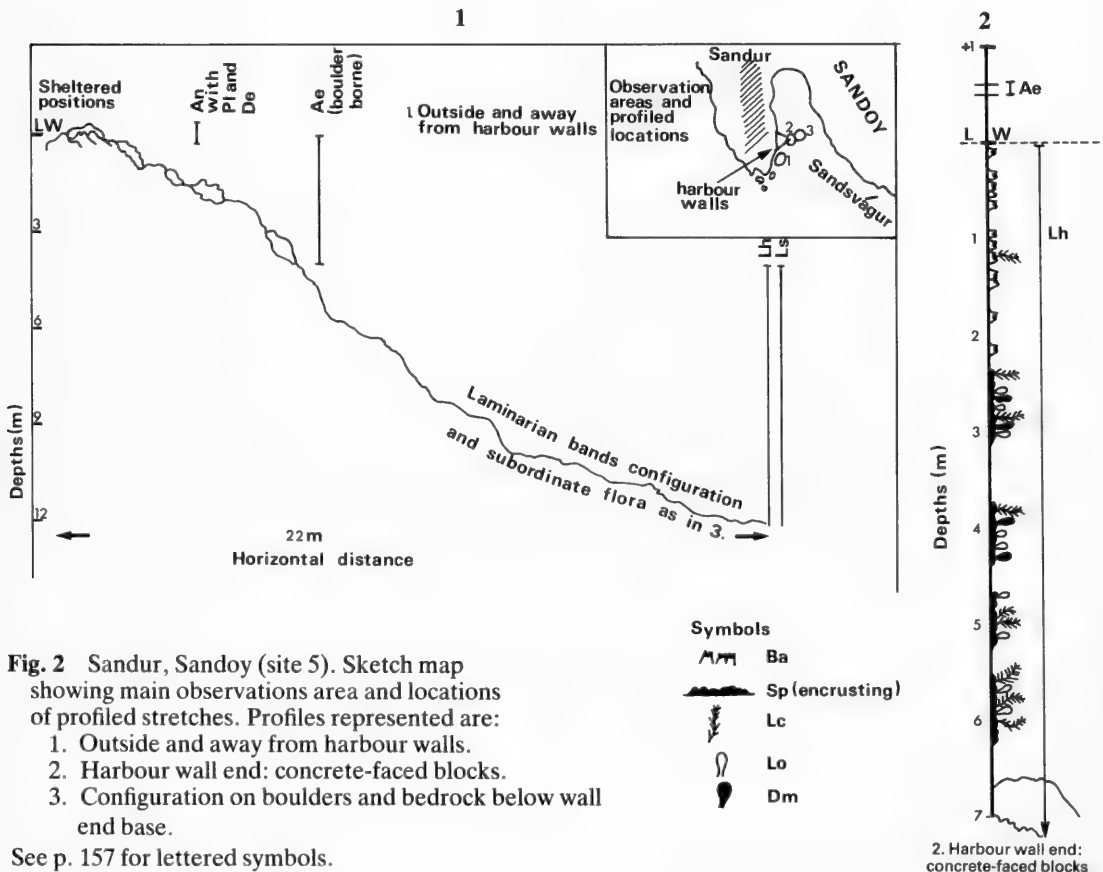 1
2
Sheltered
positions
LW
An
with
Pl and
De
Ae
(boulder
borne)
1 Outside and away
from harbour walls
Sandur
SANDOY
Observation
areas and
profiled
locations
2
3
1
harbour
walls
Sandsvágur
Lh
Ls
3
6
9
12
Depths (m)
Laminarian bands configuration
and subordinate flora as in 3.
22m
Horizontal distance
+1
Ae
L W
Lh
1
2
3
4
5
6
7
Depths (m)
2. Harbour wall end:
concrete-faced blocks
Symbols
Ba
Sp (encrusting)
Lc
Lo
Dm
Fig. 2 Sandur, Sandoy (site 5). Sketch map
showing main observations area and locations
of profiled stretches. Profiles represented are:
1. Outside and away from harbour walls.
2. Harbour wall end: concrete-faced blocks.
3. Configuration on boulders and bedrock below wall
end base.
See p. 157 for lettered symbols.